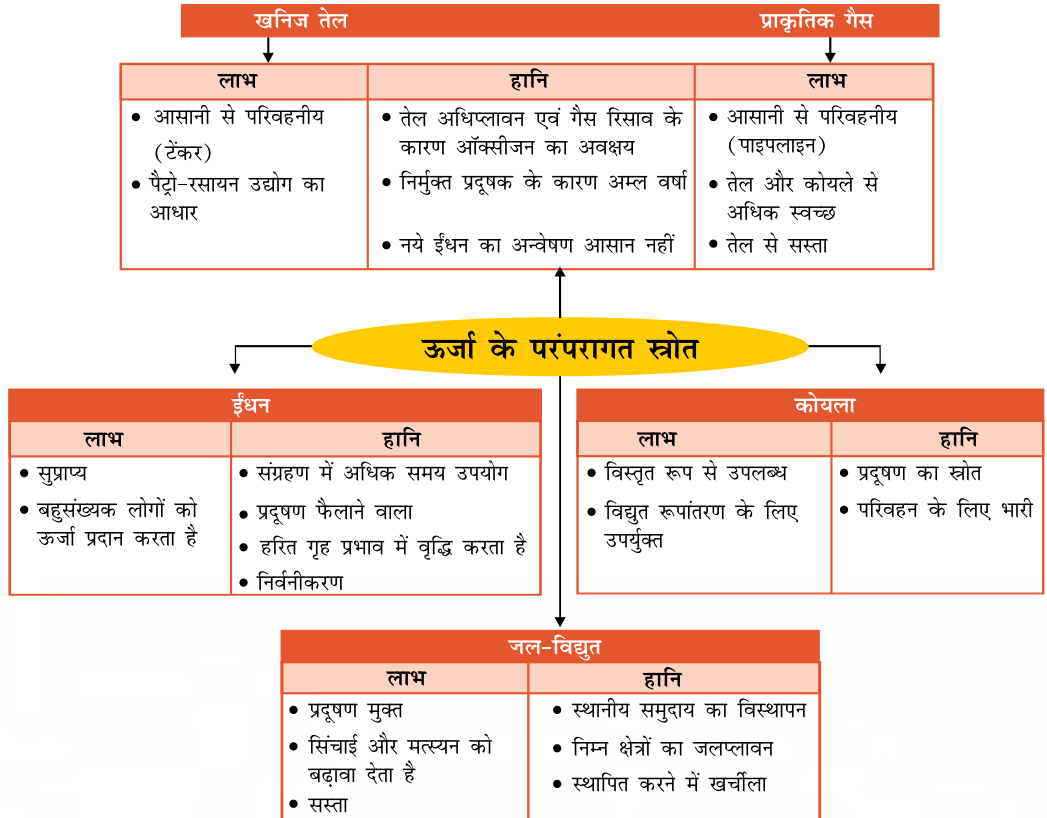 खनिज तेल
प्राकृतिक गैस
लाभ
हानि
लाभ
• आसानी से परिवहनीय
(टेंकर)
• पैट्रो-रसायन उद्योग का
आधार
• तेल अधिप्लावन एवं गैस रिसाव के
कारण ऑक्सीजन का अवक्षय
• निर्मुक्त प्रदूषक के कारण अम्ल वर्षा
• नये ईंधन का अन्वेषण आसान नहीं
• आसानी से परिवहनीय
(पाइपलाइन)
• तेल और कोयले से
अधिक स्वच्छ
• तेल से सस्ता
ऊर्जा के परंपरागत स्त्रोत
ईंधन
लाभ
हानि
• सुप्राप्य
• बहुसंख्यक लोगों को
ऊर्जा प्रदान करता है
• संग्रहण में अधिक समय उपयोग
• प्रदूषण फैलाने वाला
• हरित गृह प्रभाव में वृद्धि करता है
• निर्वनीकरण
कोयला
लाभ
हानि
• विस्तृत रूप से उपलब्ध
• विद्युत रूपांतरण के लिए
उपर्युक्त
• प्रदूषण का स्रोत
• परिवहन के लिए भारी
जल-विद्युत
लाभ
हानि
• प्रदूषण मुक्त
• सिंचाई और मत्स्यन को
बढ़ावा देता है
• सस्ता
• स्थानीय समुदाय का विस्थापन
• निम्न क्षेत्रों का जलप्लावन
• स्थापित करने में खर्चीला